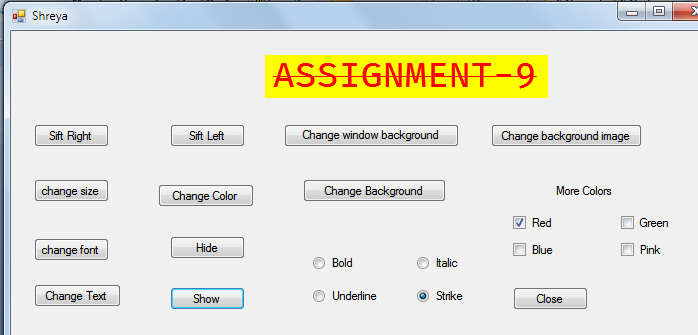 Shreya
ASSIGNMENT-9
Sift Right Sift Left Change window background Change background image
change size Change Color Change Background More Colors
Red Green
change font Hide Blue Pink
Bold Italic
Change Text Show Underline Strike Close